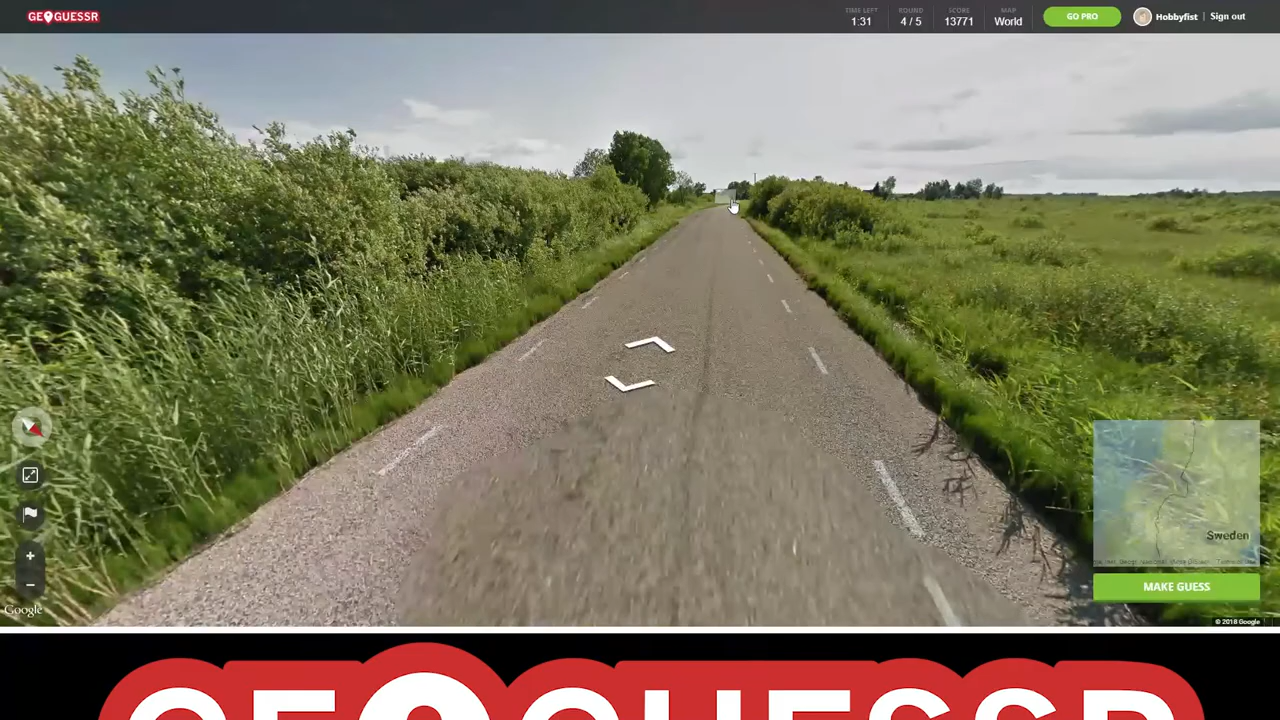 GEOGUESSR
TIME LEFT
1:31
ROUND
4 / 5
SCORE
13771
MAP
World
GO PRO
Hobbyfist | Sign out
Sweden
MAKE GUESS
Google
© 2018 Google
GEOGUESSR